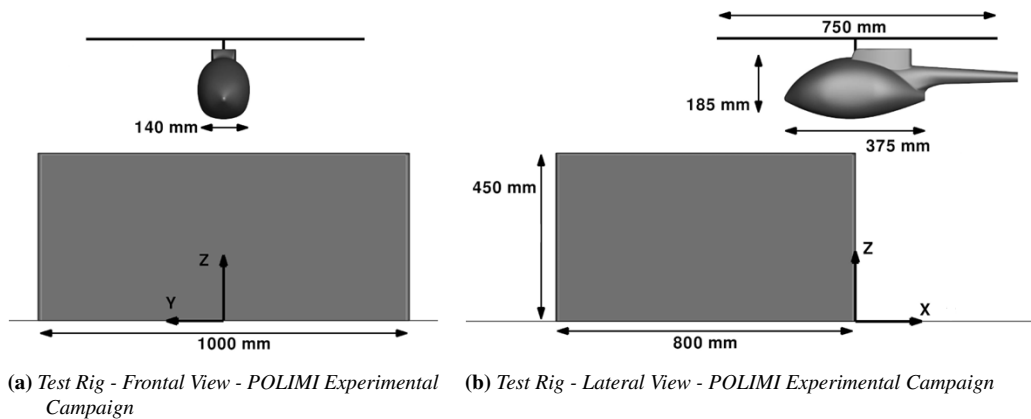 750 mm
185 mm
140 mm
375 mm
450 mm
Z
Y
1000 mm
Z
X
800 mm
(a) Test Rig - Frontal View - POLIMI Experimental
Campaign
(b) Test Rig - Lateral View - POLIMI Experimental Campaign